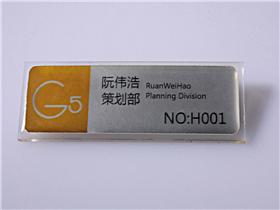 G5
阮伟浩 RuanWeiHao
策划部 Planning Division
NO:H001